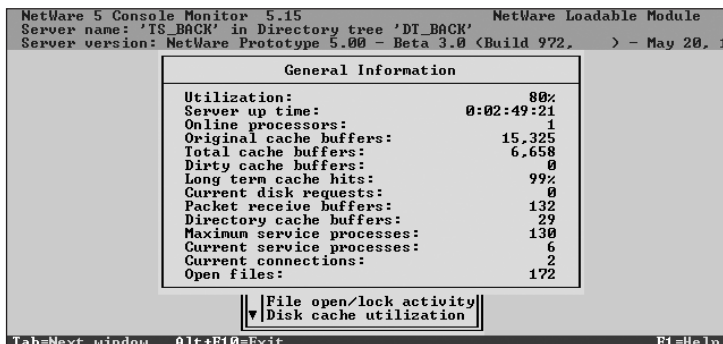 NetWare 5 Console Monitor 5.15 NetWare Loadable Module
Server name: 'TS_BACK' in Directory tree 'DT_BACK'
Server version: NetWare Prototype 5.00 - Beta 3.0 (Build 972, ) - May 20,
General Information
Utilization: 80%
Server up time: 0:02:49:21
Online processors: 1
Original cache buffers: 15,325
Total cache buffers: 6,658
Dirty cache buffers: 0
Long term cache hits: 99%
Current disk requests: 0
Packet receive buffers: 132
Directory cache buffers: 29
Maximum service processes: 130
Current service processes: 6
Current connections: 2
Open files: 172
File open/lock activity
▼ Disk cache utilization
Tab=Next window Alt+F10=Exit F1=Help